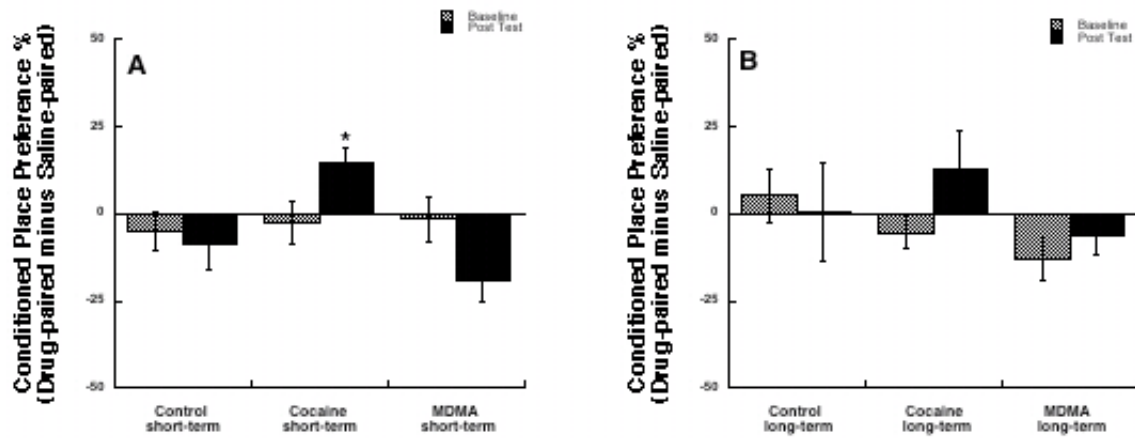 Baseline
Post Test
Conditioned Place Preference %
(Drug-paired minus Saline-paired)
50
25
0
-25
-50
A
*
Control
short-term
Cocaine
short-term
MDMA
short-term
Baseline
Post Test
Conditioned Place Preference %
(Drug-paired minus Saline-paired)
50
25
0
-25
-50
B
Control
long-term
Cocaine
long-term
MDMA
long-term